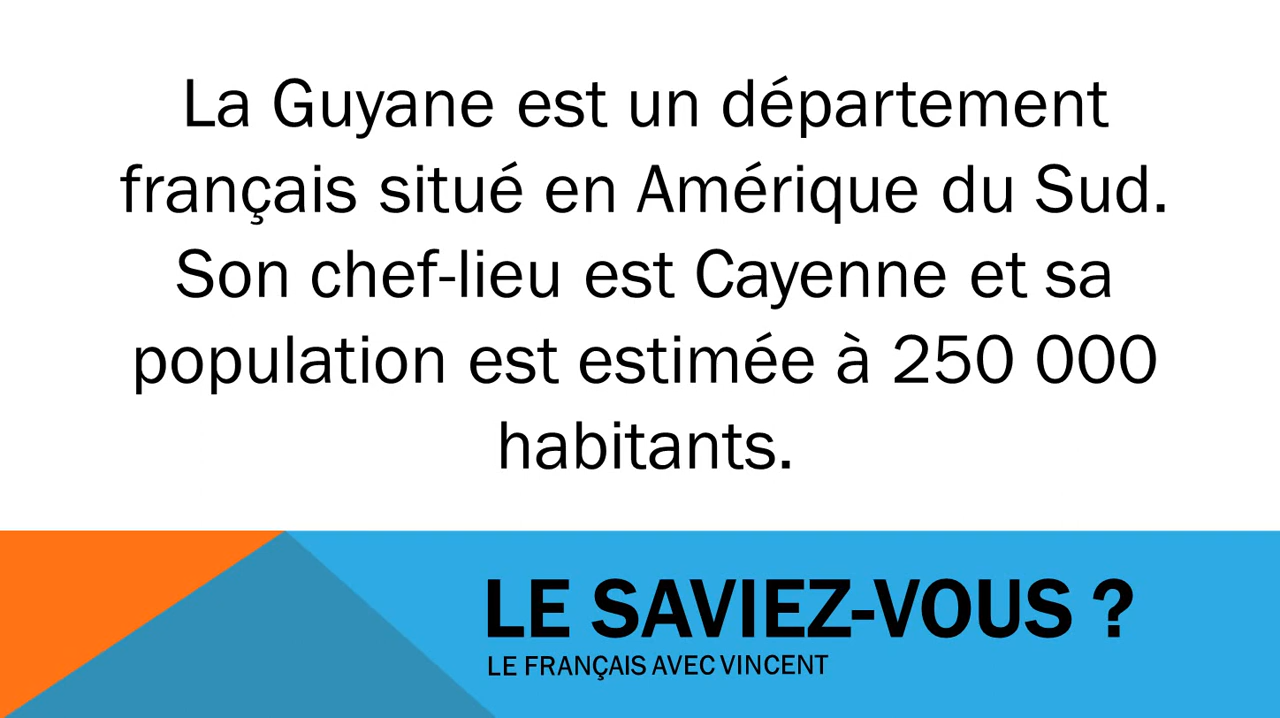 La Guyane est un département
français situé en Amérique du Sud.
Son chef-lieu est Cayenne et sa
population est estimée à 250 000
habitants.
LE SAVIEZ-VOUS ?
LE FRANÇAIS AVEC VINCENT